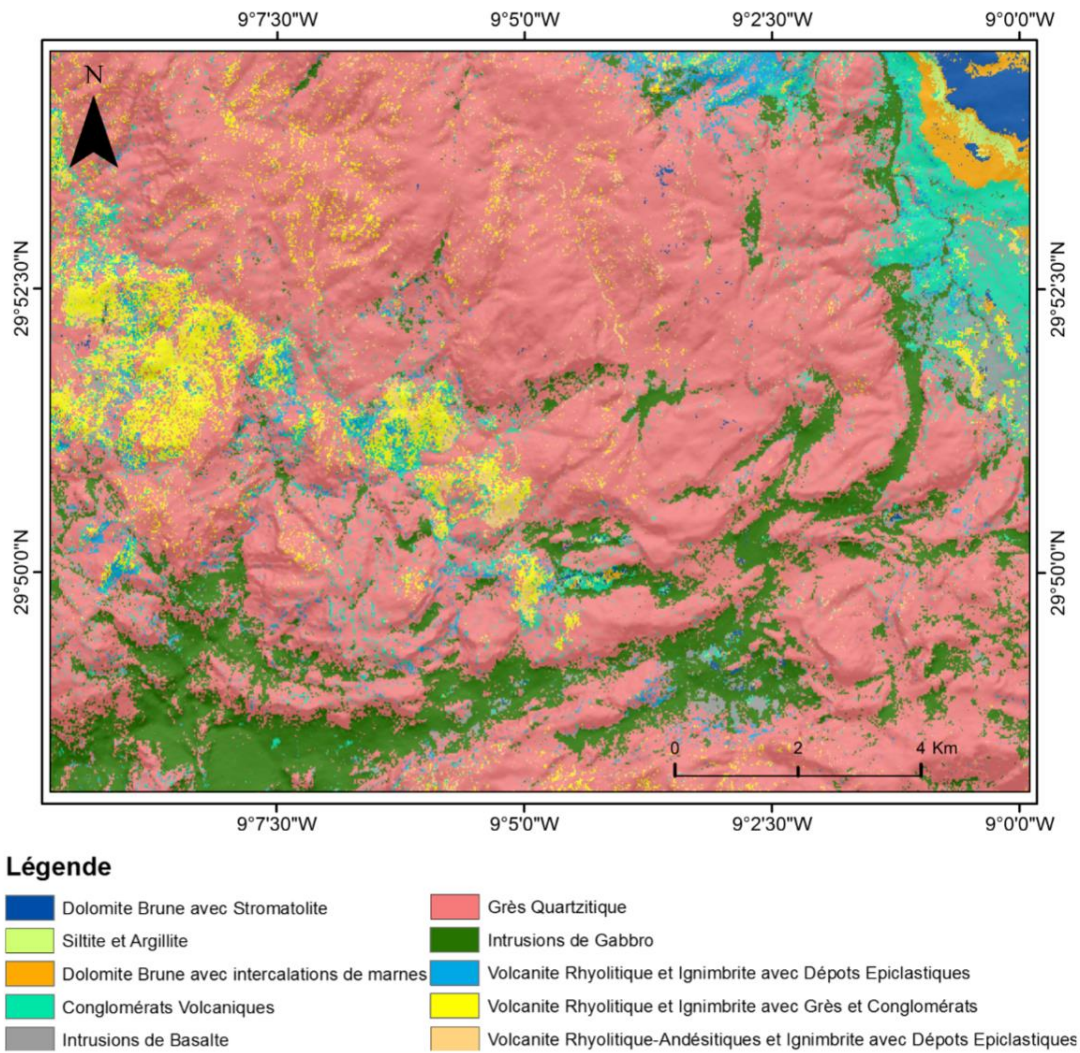 9°7'30"W 9°50'0"W 9°2'30"W 9°0'0"W
N
29°52'30"N 29°52'30"N
29°50'0"N 29°50'0"N
0 2 4 Km
9°7'30"W 9°50'0"W 9°2'30"W 9°0'0"W
Légende
Dolomite Brune avec Stromatolite
Siltite et Argillite
Dolomite Brune avec intercalations de marnes
Conglomérats Volcaniques
Intrusions de Basalte
Grès Quartzitique
Intrusions de Gabbro
Volcanite Rhyolitique et Ignimbrite avec Dépots Epiclastiques
Volcanite Rhyolitique et Ignimbrite avec Grès et Conglomérats
Volcanite Rhyolitique-Andésitiques et Ignimbrite avec Dépots Epiclastiques